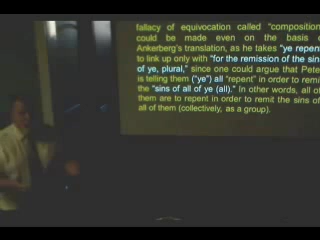 fallacy of equivocation called "composition
could be made even on the basis o
Ankerberg's translation, as he takes "ye repent
to link up only with "for the remission of the sin
of ye, plural," since one could argue that Pete
is telling them ("ye") all "repent" in order to remit
the "sins of all of ye (all)." In other words, all of
them are to repent in order to remit the sins of
all of them (collectively, as a group).